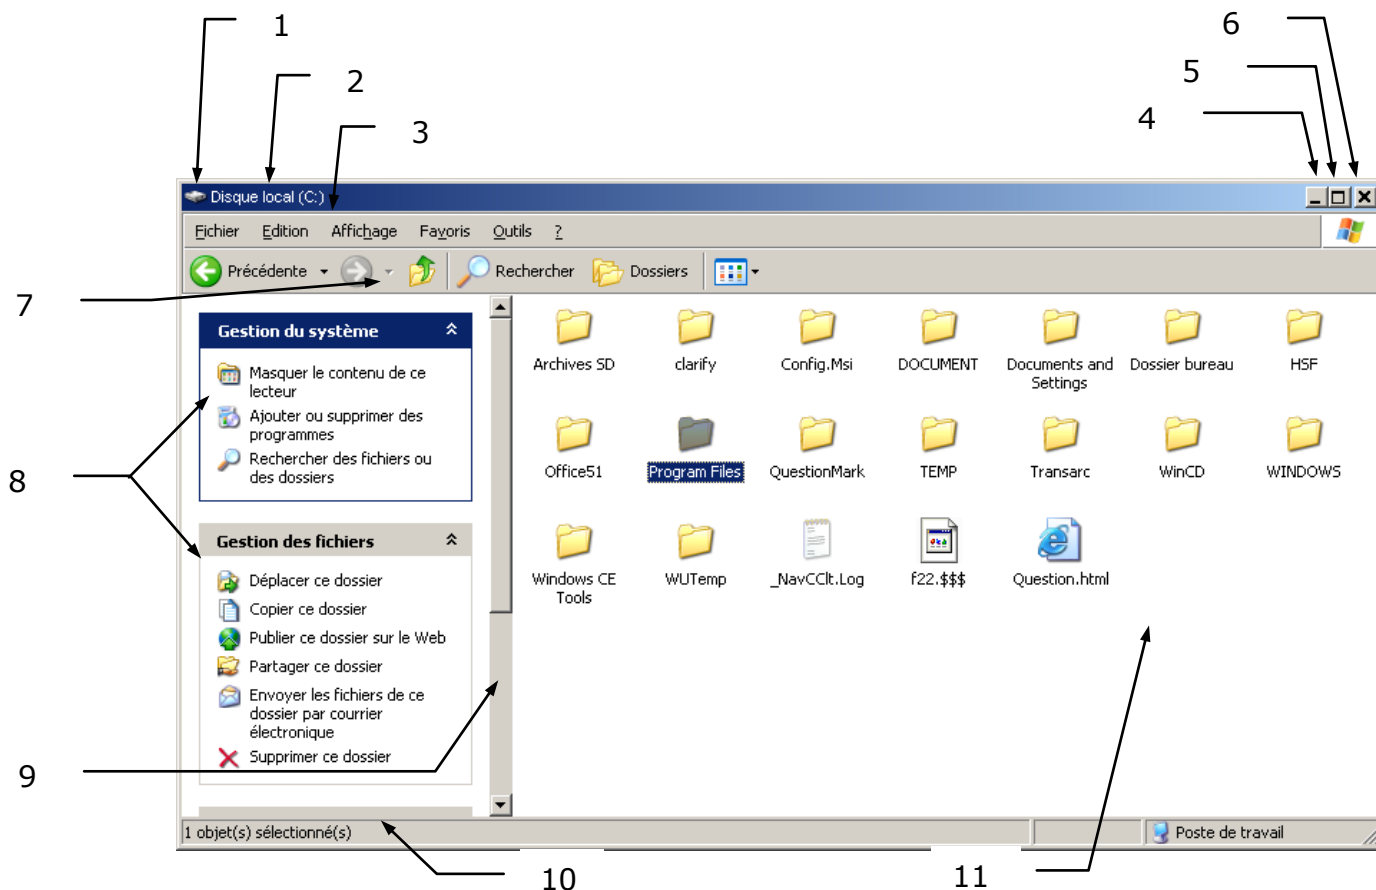 1
6
2
5
3
4
Disque local (C:)
Fichier Edition Affichage Favoris Outils ?
Précédente Rechercher Dossiers
7
Gestion du système
Masquer le contenu de ce
lecteur
Ajouter ou supprimer des
programmes
Rechercher des fichiers ou
des dossiers
8
Gestion des fichiers
Déplacer ce dossier
Copier ce dossier
Publier ce dossier sur le Web
Partager ce dossier
Envoyer les fichiers de ce
dossier par courrier
électronique
Supprimer ce dossier
9
Archives SD clarify Config.Msi DOCUMENT Documents and Dossier bureau HSF
Settings
Office51 Program Files QuestionMark TEMP Transarc WinCD WINDOWS
Windows CE WUTemp _NavCClt.Log f22.$$$ Question.html
Tools
1 objet(s) sélectionné(s) Poste de travail
10
11